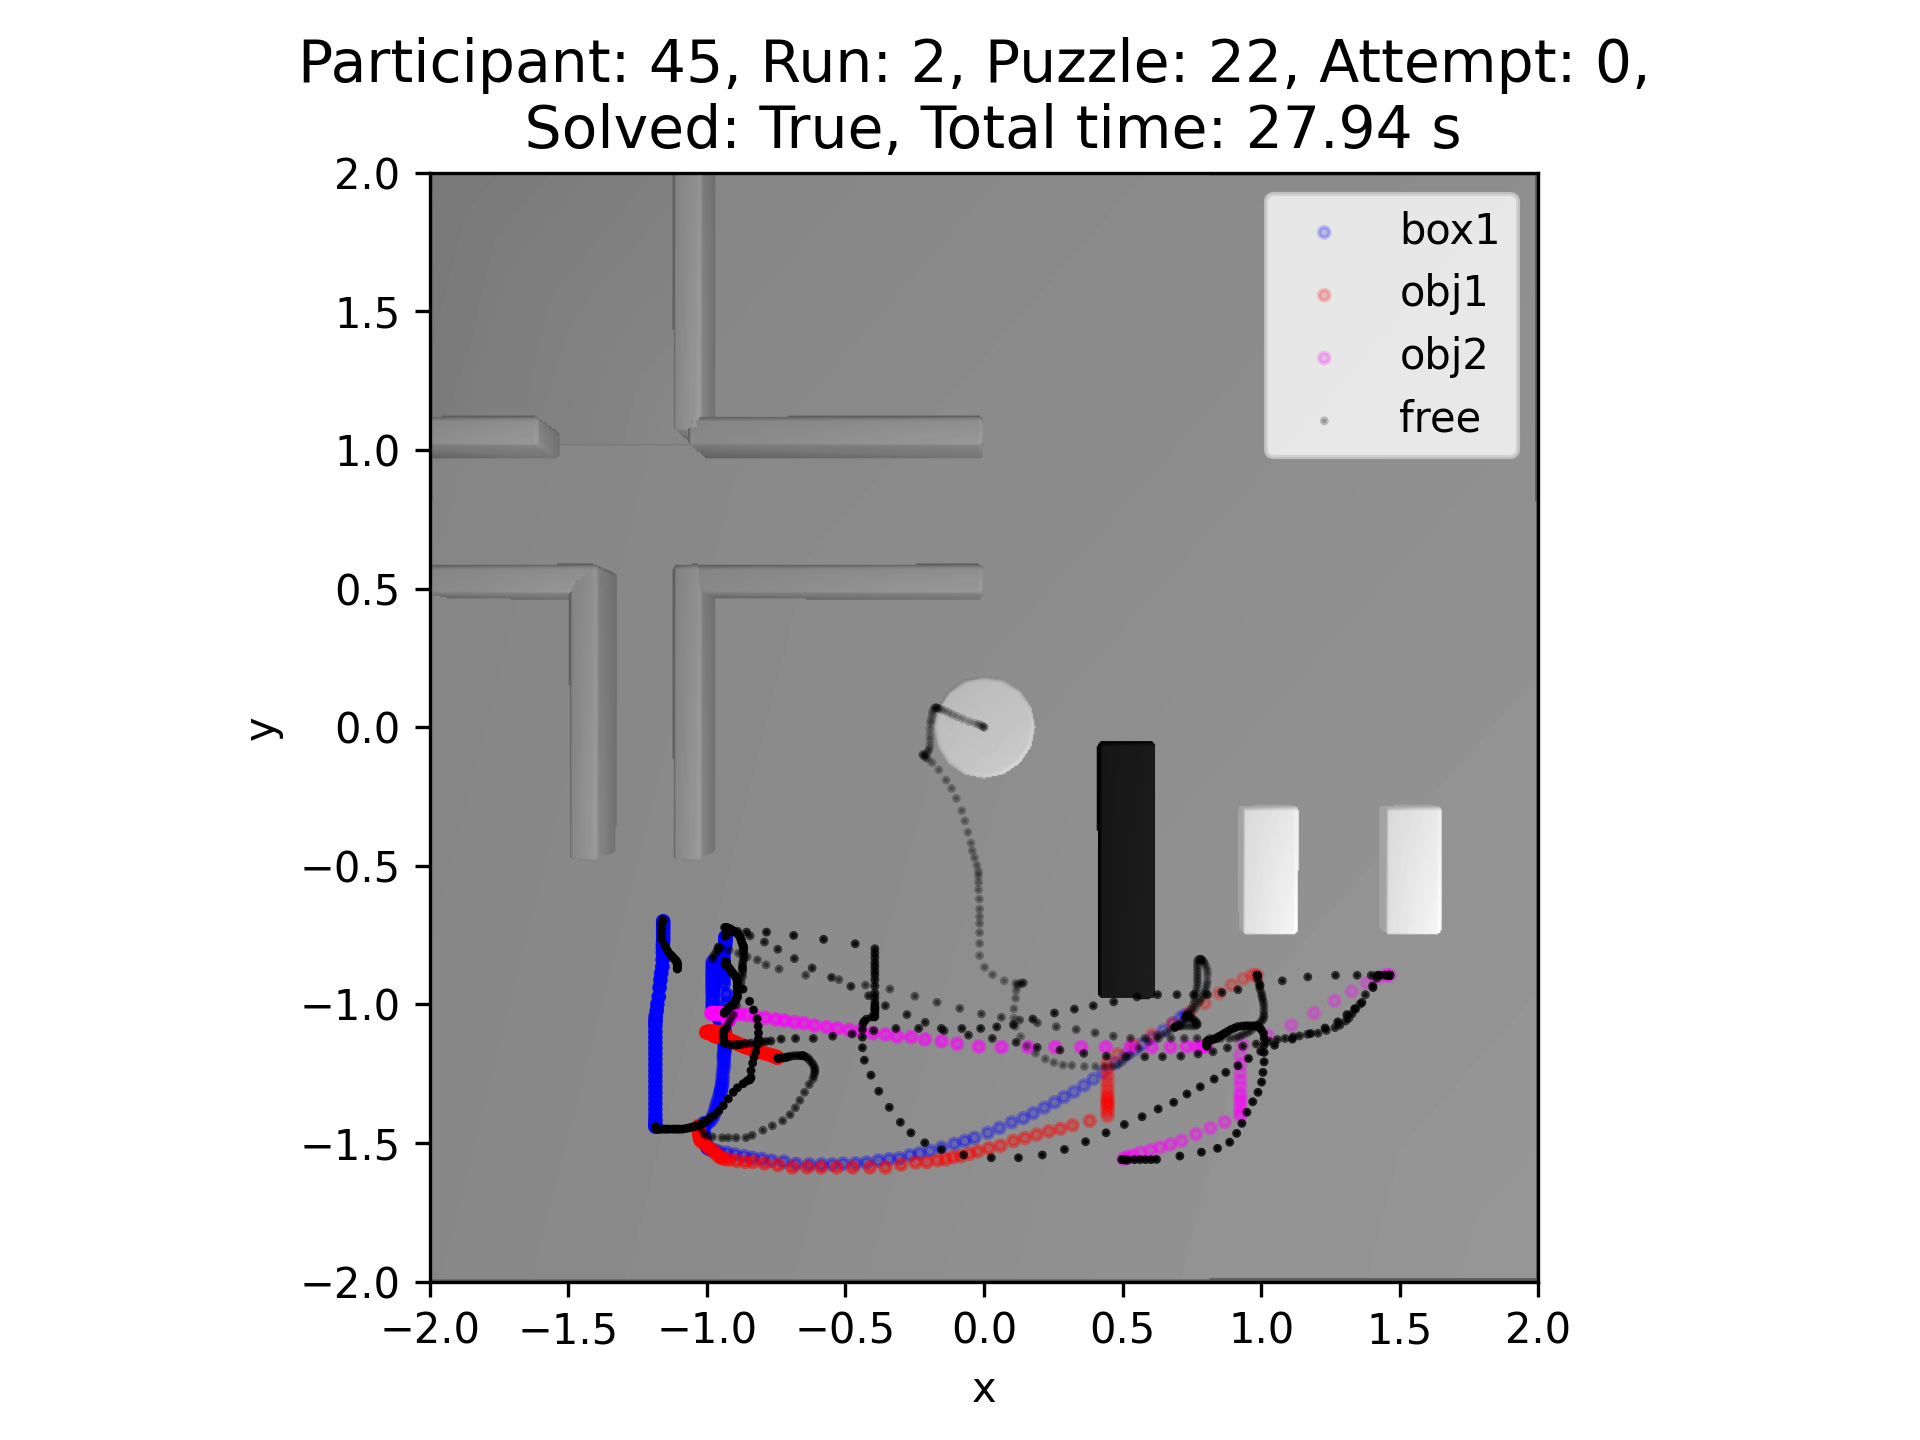 Participant: 45, Run: 2, Puzzle: 22, Attempt: 0,
Solved: True, Total time: 27.94 s
2.0
1.5
1.0
0.5
0.0
−0.5
−1.0
−1.5
−2.0
y
box1
obj1
obj2
free
−2.0 −1.5 −1.0 −0.5 0.0 0.5 1.0 1.5 2.0
x